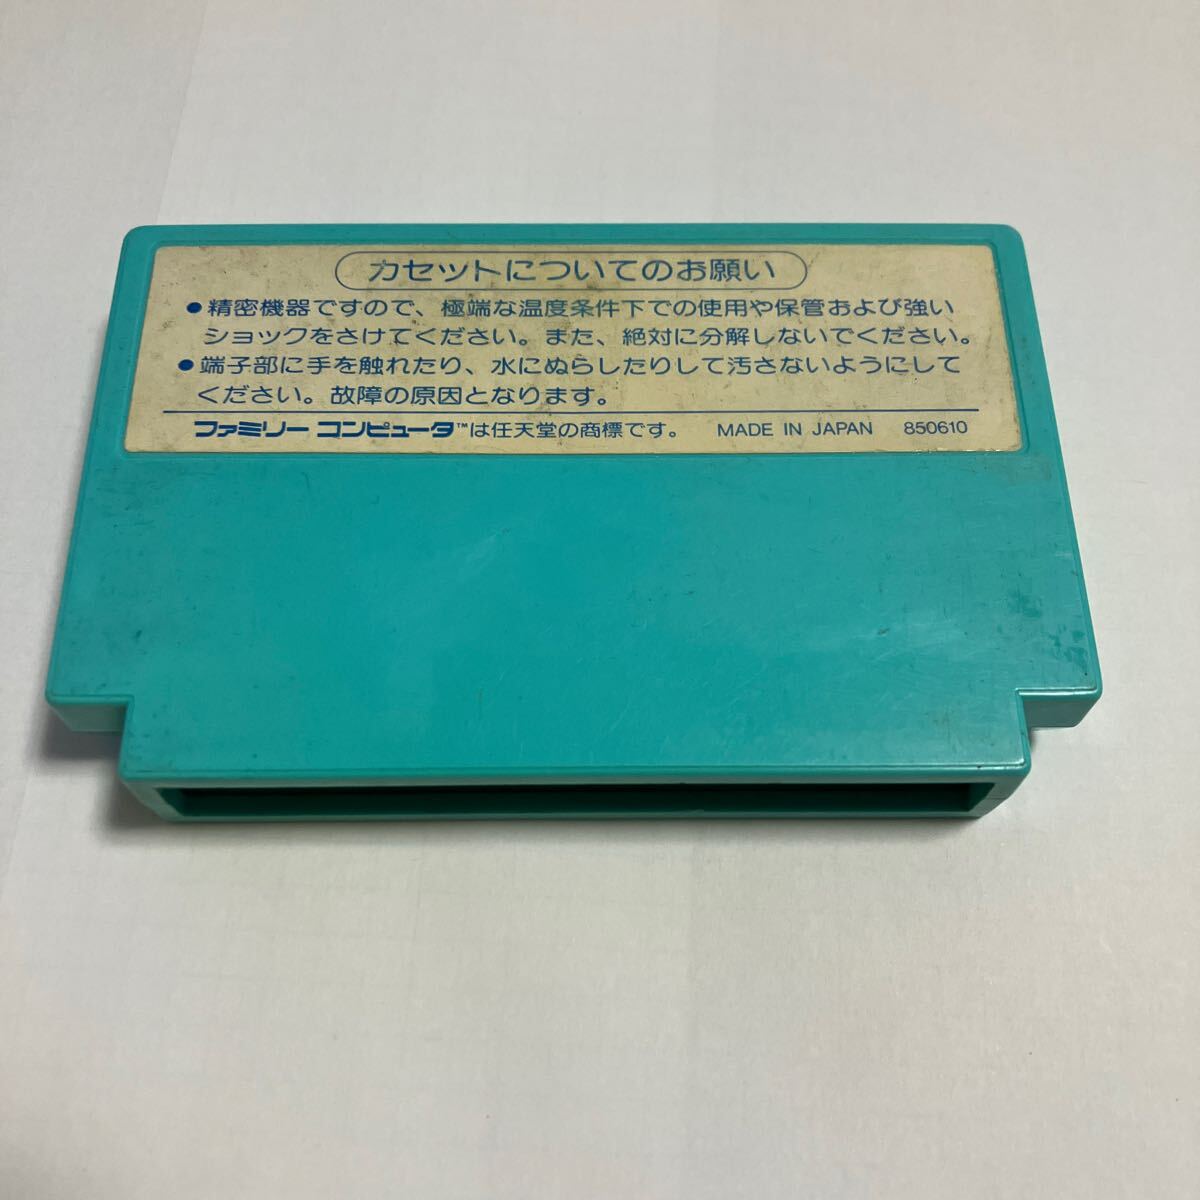 カセットについてのお願い
●精密機器ですので、極端な温度条件下での使用や保管および強い
ショックをさけてください。また、絶対に分解しないでください。
●端子部に手を触れたり、水にぬらしたりして汚さないようにして
ください。故障の原因となります。
ファミリー コンピュータ™は任天堂の商標です。 MADE IN JAPAN 850610